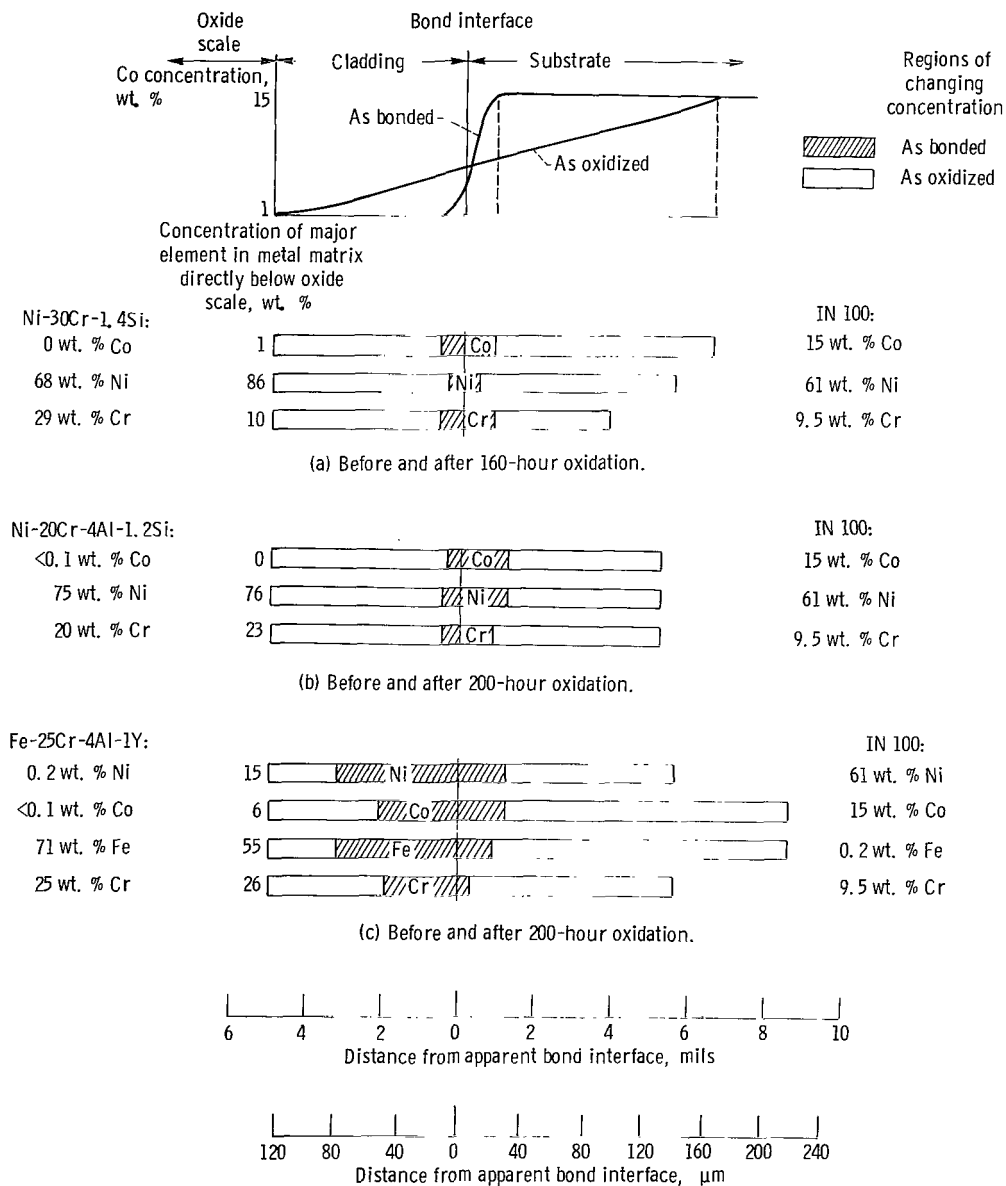 Oxide
scale
Bond interface
Cladding
Substrate
Co concentration,
wt. %
15
As bonded
As oxidized
1
Regions of
changing
concentration
As bonded
As oxidized
Concentration of major
element in metal matrix
directly below oxide
scale, wt. %
Ni-30Cr-1.4Si:
IN 100:
0 wt. % Co 1 Co 15 wt. % Co
68 wt. % Ni 86 Ni 61 wt. % Ni
29 wt. % Cr 10 Cr 9.5 wt. % Cr
(a) Before and after 160-hour oxidation.
Ni-20Cr-4Al-1.2Si:
IN 100:
<0.1 wt. % Co 0 Co 15 wt. % Co
75 wt. % Ni 76 Ni 61 wt. % Ni
20 wt. % Cr 23 Cr 9.5 wt. % Cr
(b) Before and after 200-hour oxidation.
Fe-25Cr-4Al-1Y:
IN 100:
0.2 wt. % Ni 15 Ni 61 wt. % Ni
<0.1 wt. % Co 6 Co 15 wt. % Co
71 wt. % Fe 55 Fe 0.2 wt. % Fe
25 wt. % Cr 26 Cr 9.5 wt. % Cr
(c) Before and after 200-hour oxidation.
6 4 2 0 2 4 6 8 10
Distance from apparent bond interface, mils
120 80 40 0 40 80 120 160 200 240
Distance from apparent bond interface, μm